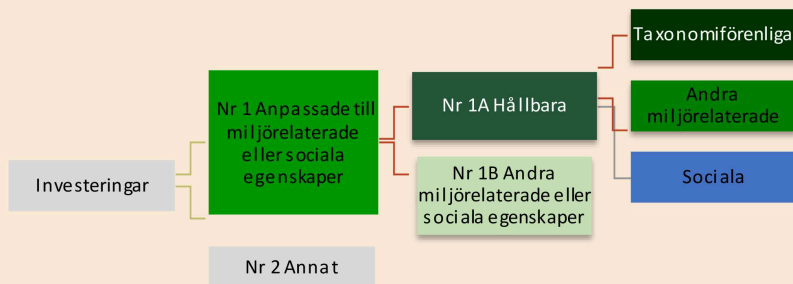 Investeringar
Nr 1 Anpassade till
miljörelaterade
eller sociala
egenskaper
Nr 2 Annat
Nr 1A Hållbara
Nr 1B Andra
miljörelaterade eller
sociala egenskaper
Taxonomiförenliga
Andra
miljörelaterade
Sociala